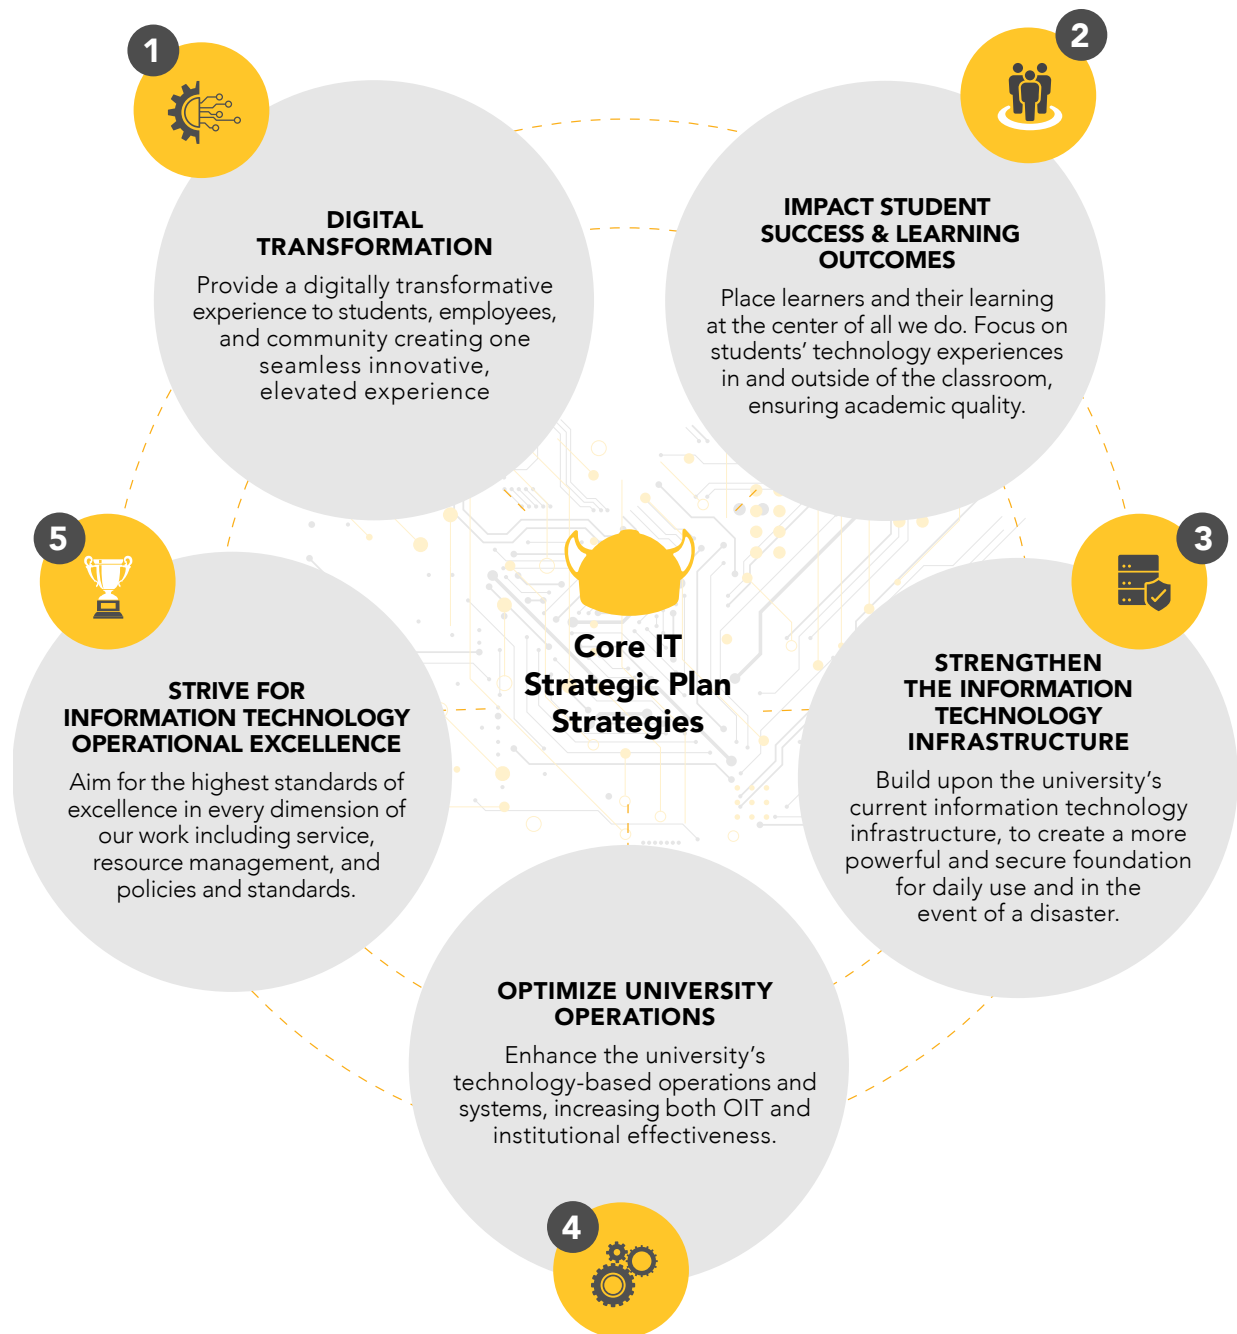 1
DIGITAL
TRANSFORMATION
Provide a digitally transformative
experience to students, employees,
and community creating one
seamless innovative,
elevated experience
2
IMPACT STUDENT
SUCCESS & LEARNING
OUTCOMES
Place learners and their learning
at the center of all we do. Focus on
students’ technology experiences
in and outside of the classroom,
ensuring academic quality.
Core IT
Strategic Plan
Strategies
3
STRENGTHEN
THE INFORMATION
TECHNOLOGY
INFRASTRUCTURE
Build upon the university’s
current information technology
infrastructure, to create a more
powerful and secure foundation
for daily use and in the
event of a disaster.
4
OPTIMIZE UNIVERSITY
OPERATIONS
Enhance the university’s
technology-based operations and
systems, increasing both OIT and
institutional effectiveness.
5
STRIVE FOR
INFORMATION TECHNOLOGY
OPERATIONAL EXCELLENCE
Aim for the highest standards of
excellence in every dimension of
our work including service,
resource management, and
policies and standards.